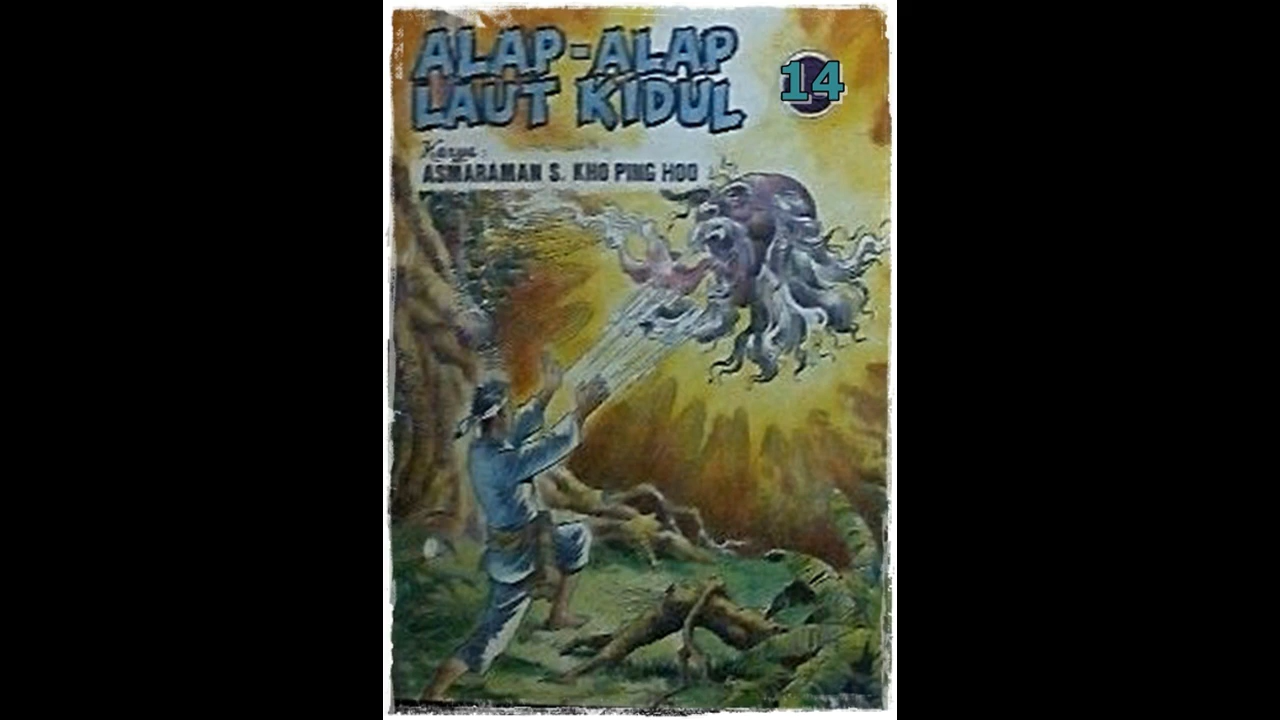 ALAP-ALAP
LAUT KIDUL
14
Karya :
ASMARAMAN S. KHO PING HOO